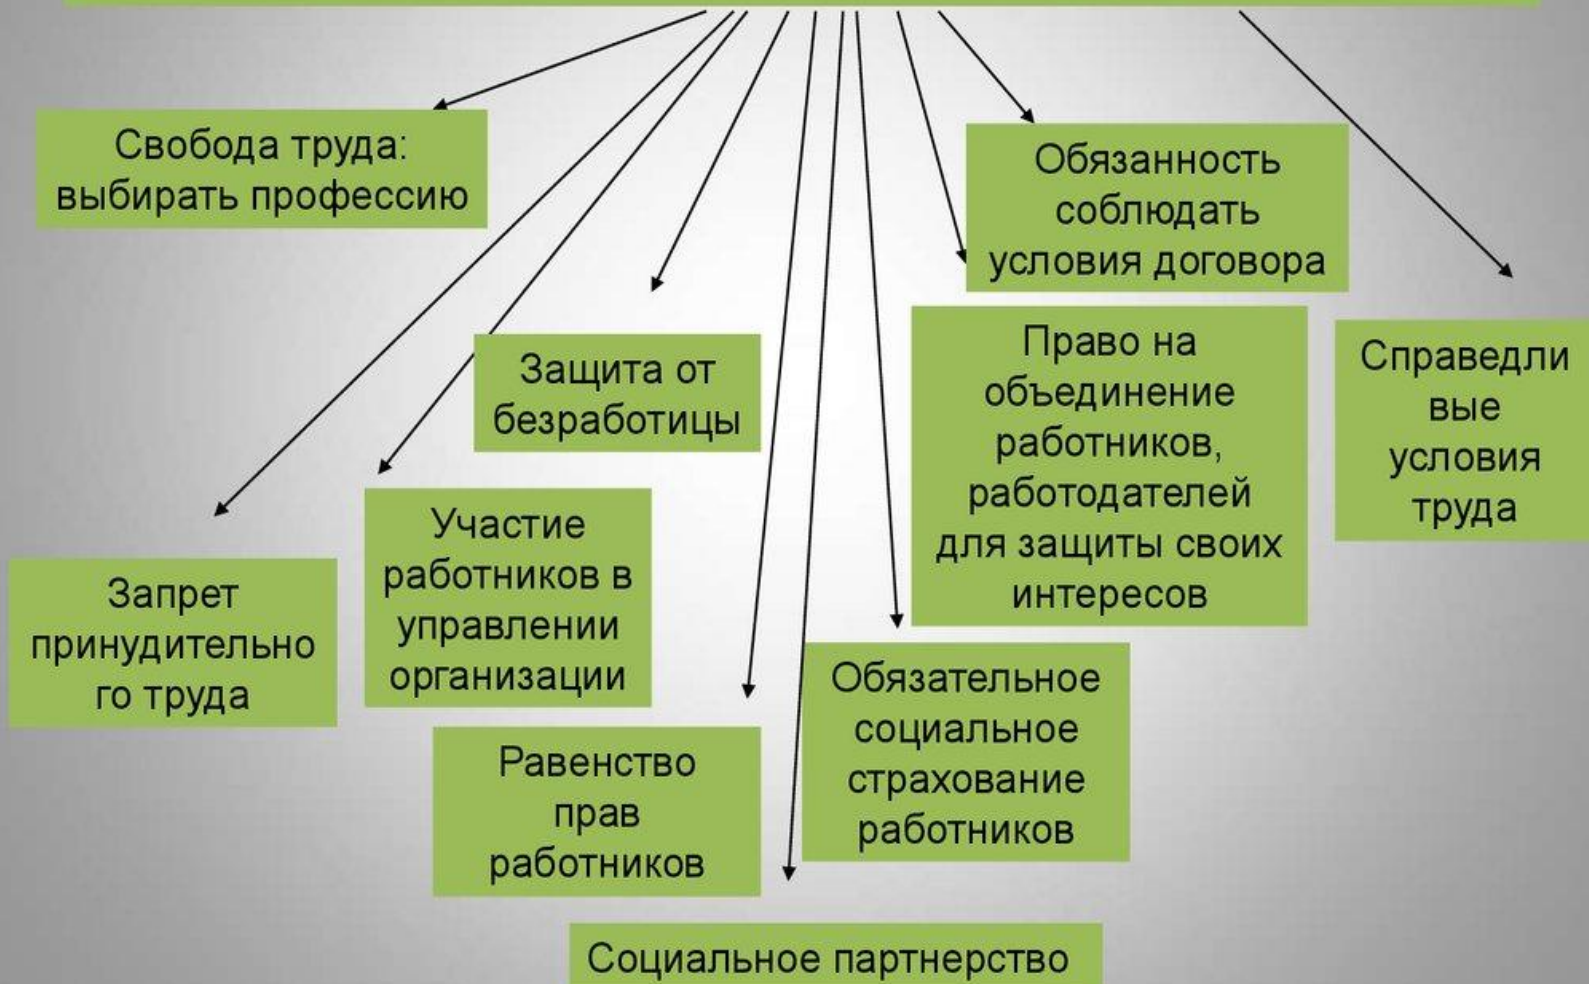 Свобода труда:
выбирать профессию
Обязанность
соблюдать
условия договора
Защита от
безработицы
Право на
объединение
работников,
работодателей
для защиты своих
интересов
Справедли
вые
условия
труда
Запрет
принудительно
го труда
Участие
работников в
управлении
организации
Равенство
прав
работников
Обязательное
социальное
страхование
работников
Социальное партнерство